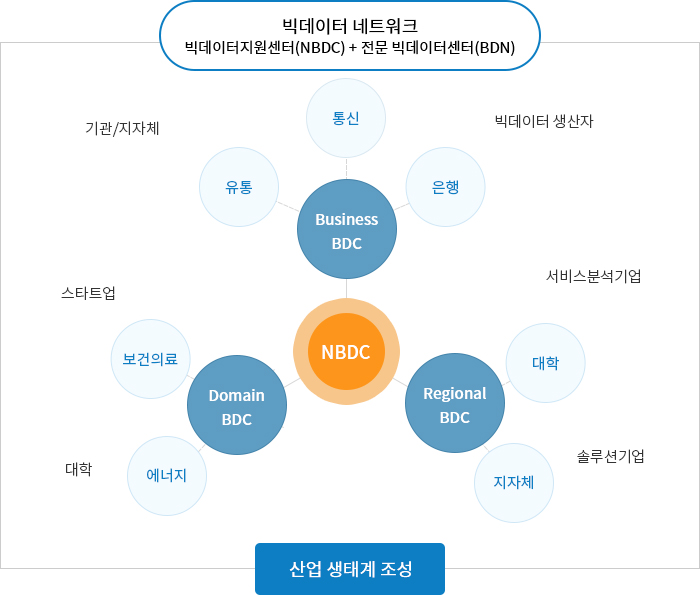 빅데이터 네트워크
빅데이터지원센터(NBDC) + 전문 빅데이터센터(BDN)
통신
기관/지자체
빅데이터 생산자
유통
은행
Business
BDC
서비스분석기업
스타트업
NBDC
보건의료
대학
Domain
BDC
Regional
BDC
대학
에너지
솔루션기업
지자체
산업 생태계 조성